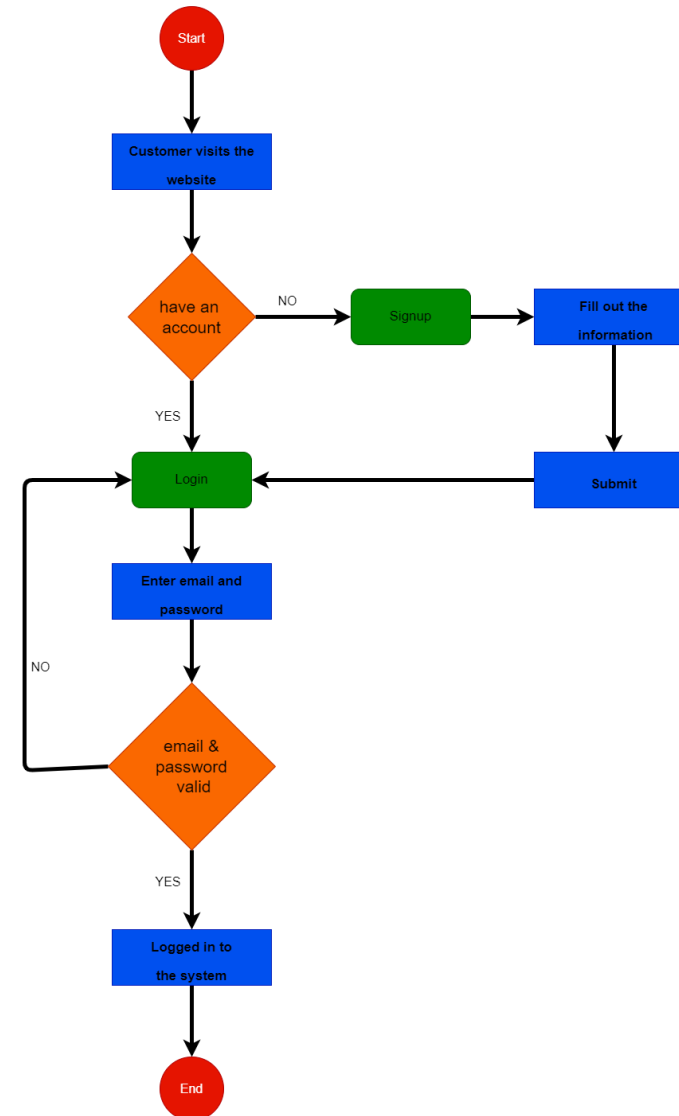 Start
Customer visits the
website
have an
account
NO
Signup
Fill out the
information
YES
Login
Submit
Enter email and
password
NO
email &
password
valid
YES
Logged in to
the system
End